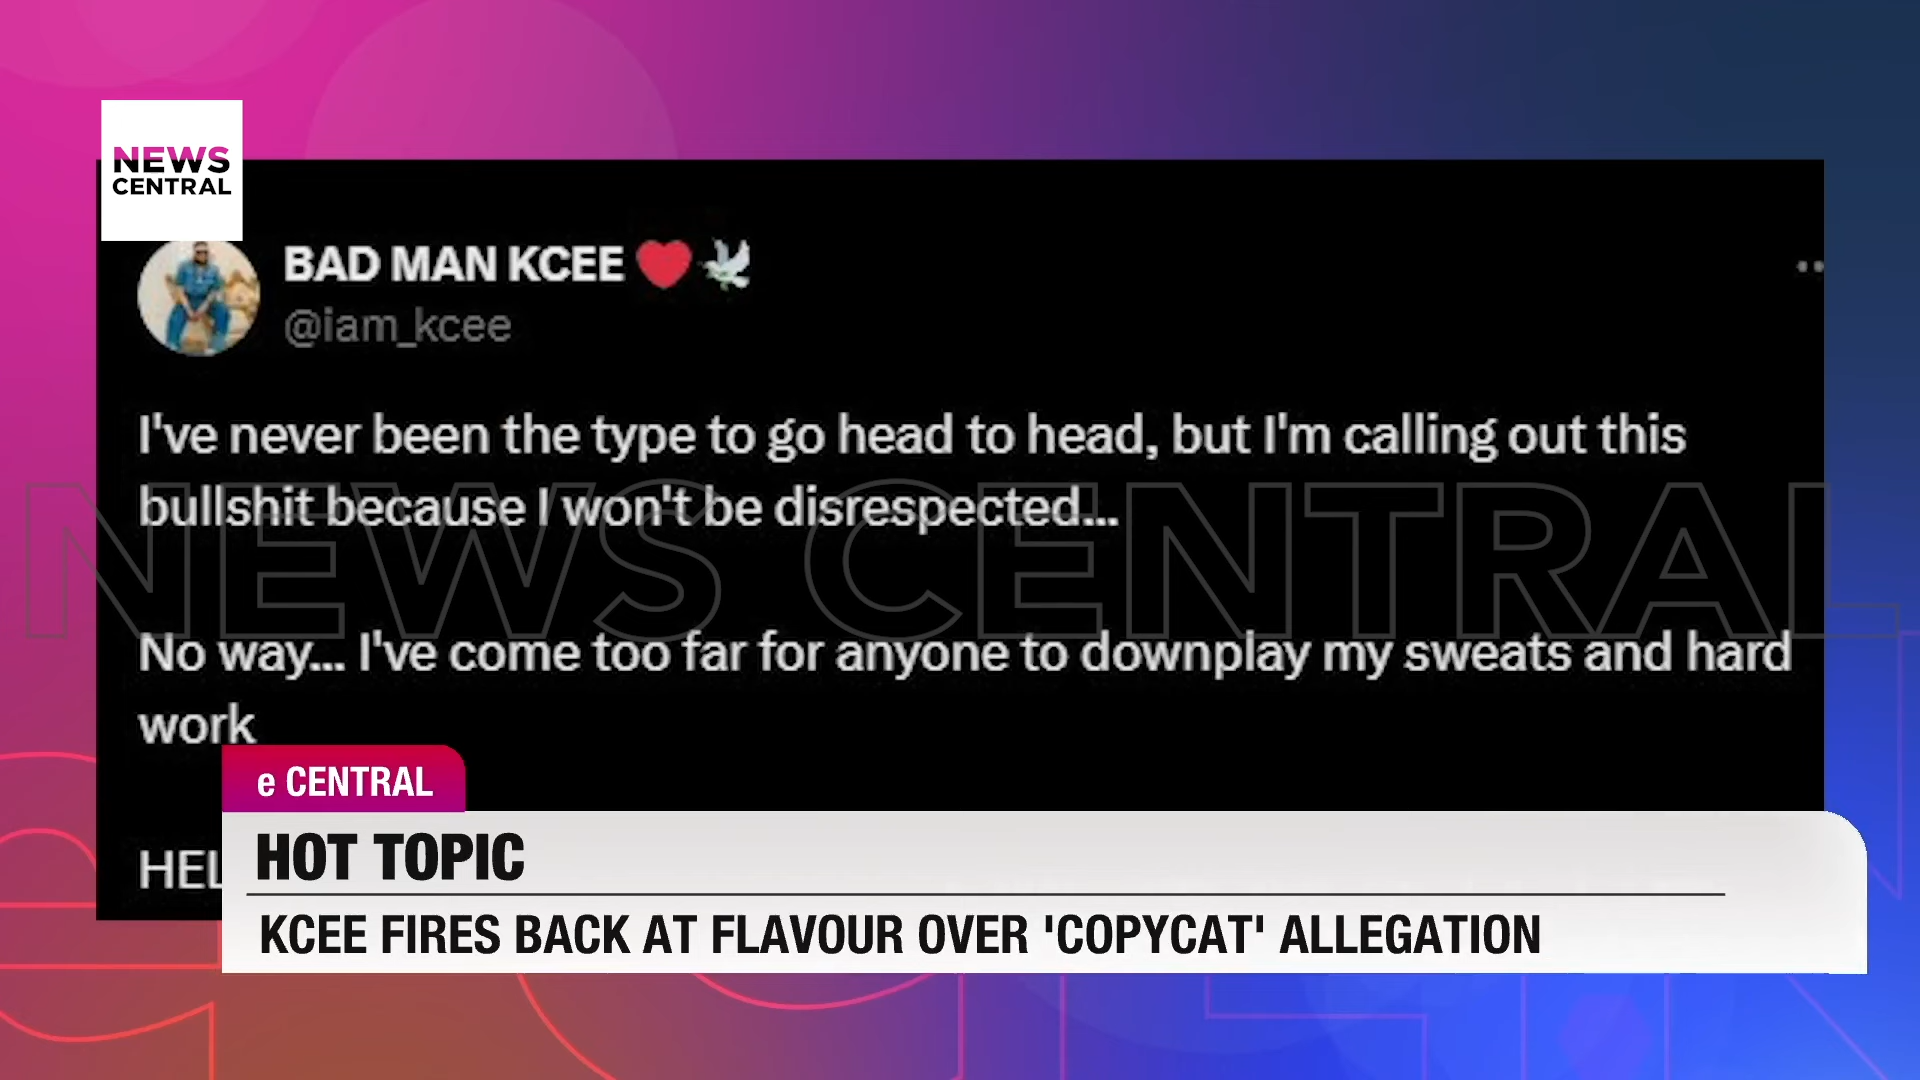 NEWS
CENTRAL
BAD MAN KCEE
@iam_kcee
I've never been the type to go head to head, but I'm calling out this
bullshit because I won't be disrespected...
NEWS CENTRAL
No way... I've come too far for anyone to downplay my sweats and hard
work
e CENTRAL
HOT TOPIC
KCEE FIRES BACK AT FLAVOUR OVER 'COPYCAT' ALLEGATION